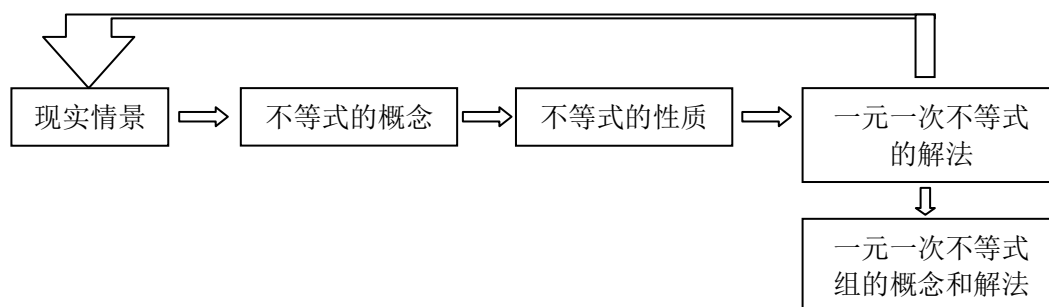 现实情景
不等式的概念
不等式的性质
一元一次不等式
的解法
一元一次不等式
组的概念和解法